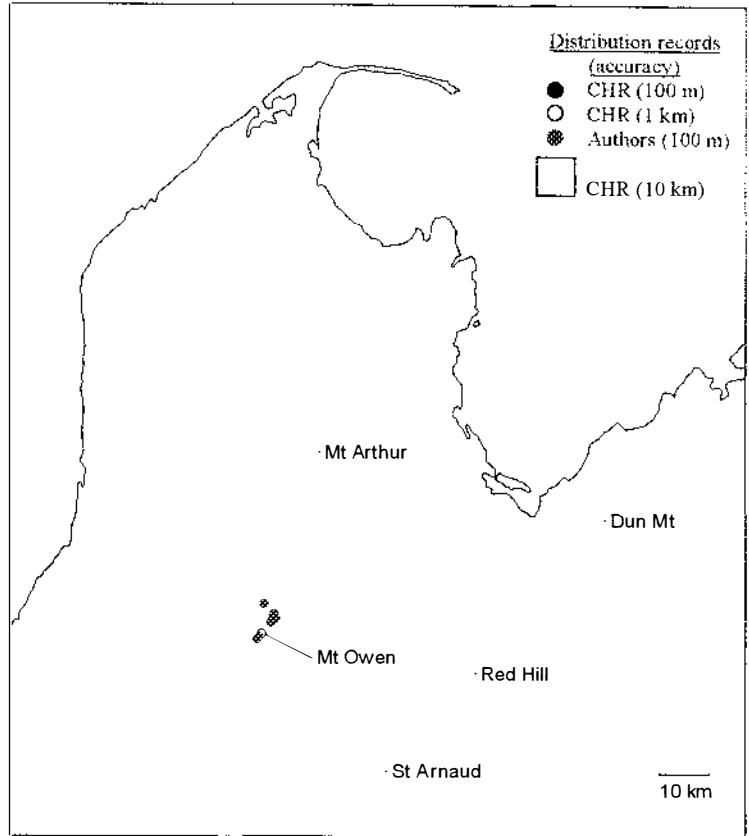 Distribution records
(accuracy)
CHR (100 m)
CHR (1 km)
Authors (100 m)
CHR (10 km)
Mt Arthur
Dun Mt
Mt Owen
Red Hill
St Arnaud
10 km